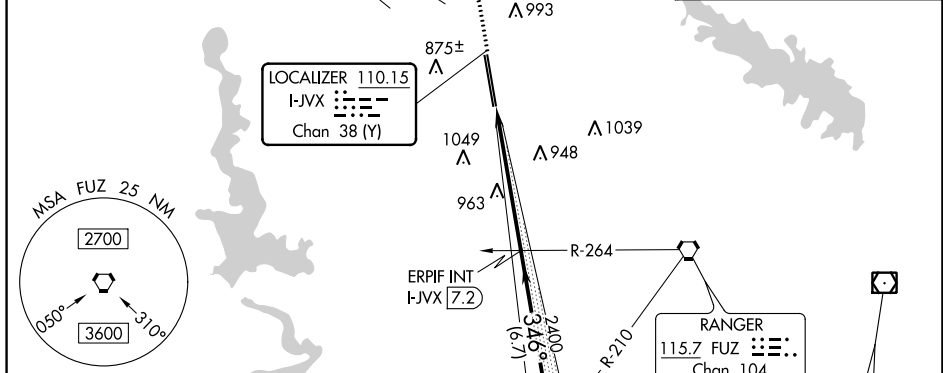 993
875±
LOCALIZER 110.15
I-JVX
Chan 38 (Y)
1049
1039
948
963
MSA FUZ 25 NM
2700
050°
310°
3600
R-264
ERPIF INT
I-JVX 7.2
346°
2400
(6.7)
R-210
RANGER
115.7 FUZ
Chan 104